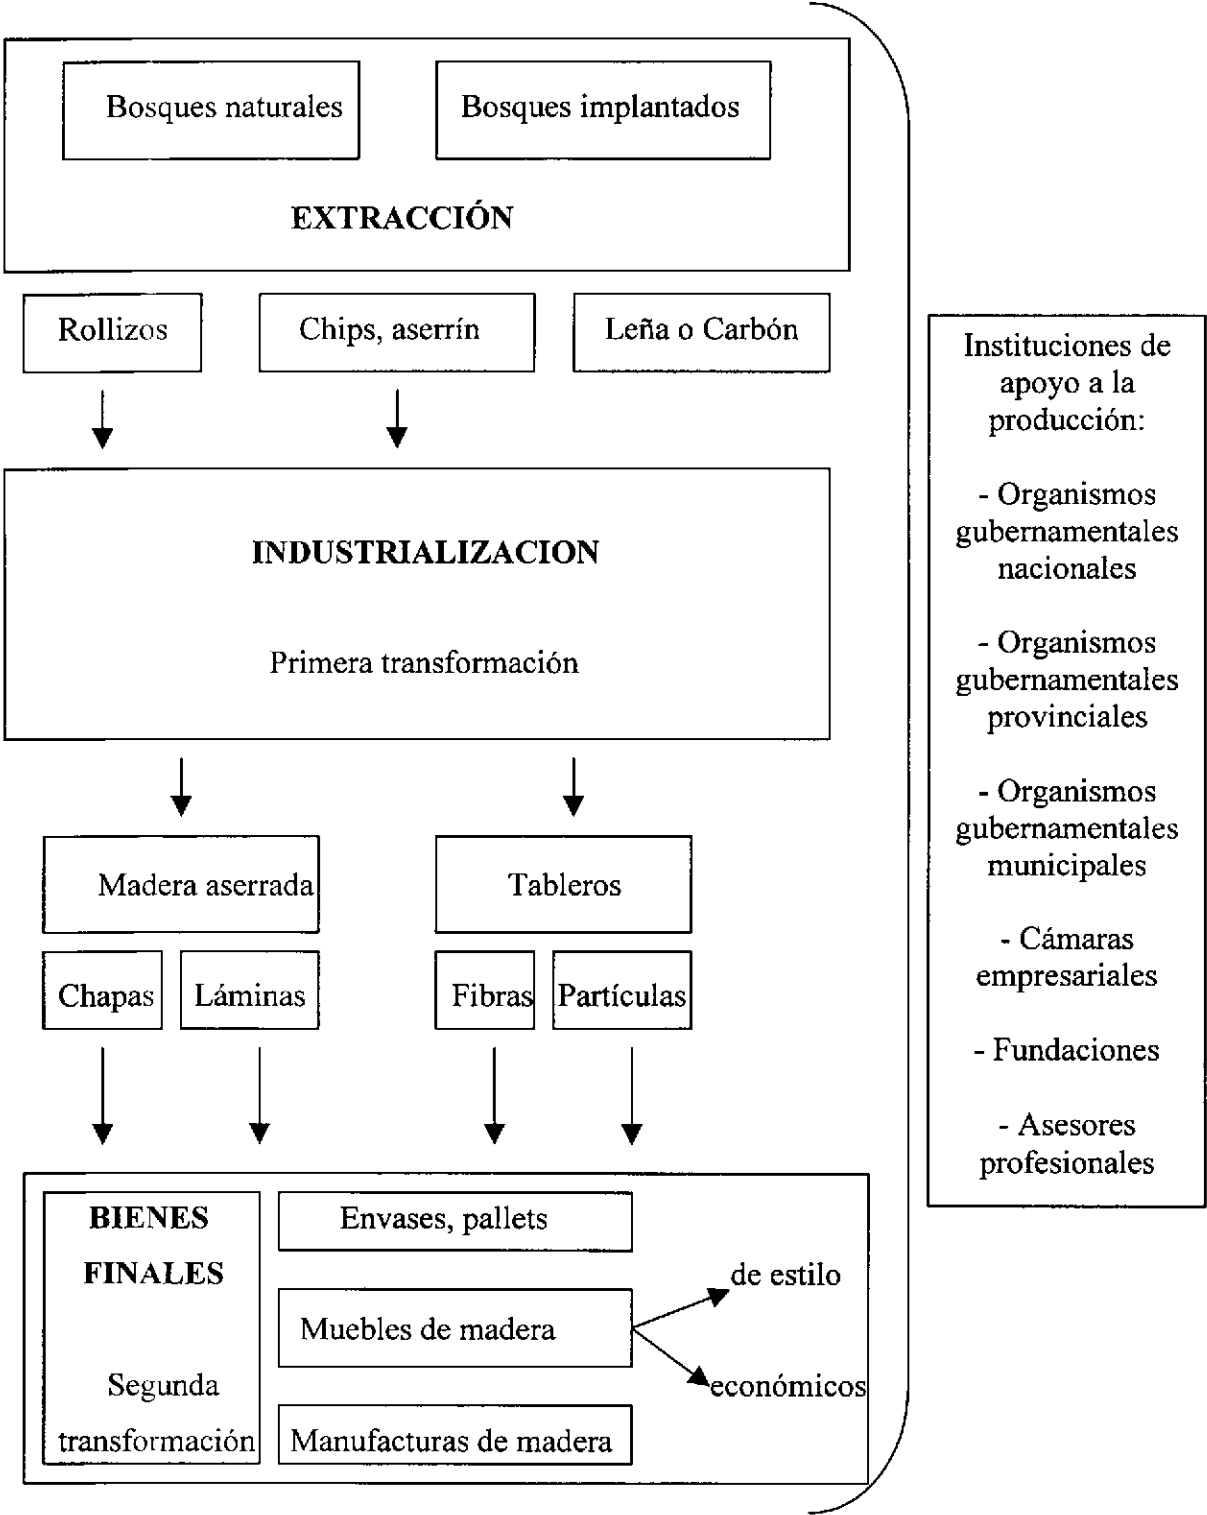 Bosques naturales
Bosques implantados
EXTRACCIÓN
Rollizos
Chips, aserrín
Leña o Carbón
INDUSTRIALIZACION
Primera transformación
Madera aserrada
Tableros
Chapas
Láminas
Fibras
Partículas
BIENES
FINALES
Segunda
transformación
Envases, pallets
Muebles de madera
de estilo
económicos
Manufacturas de madera
Instituciones de
apoyo a la
producción:
- Organismos
gubernamentales
nacionales
- Organismos
gubernamentales
provinciales
- Organismos
gubernamentales
municipales
- Cámaras
empresariales
- Fundaciones
- Asesores
profesionales